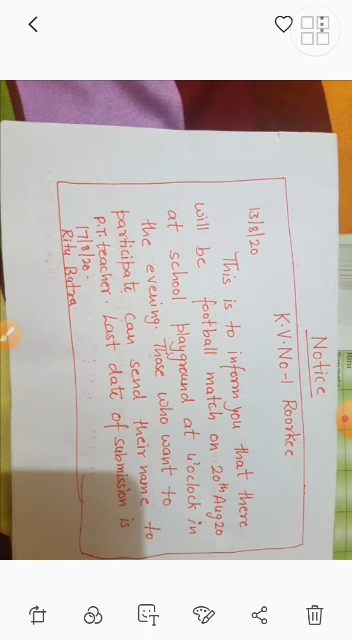 Notice
K.V.No-1 Roorkee
13/8/20
This is to inform you that there
will be football match on 20th Aug 20
at school playground at 4'oclock in
the evening. Those who want to
participate, can send their name to
P.T. teacher. Last date of submission is
17/8/20.
Ritu Batra